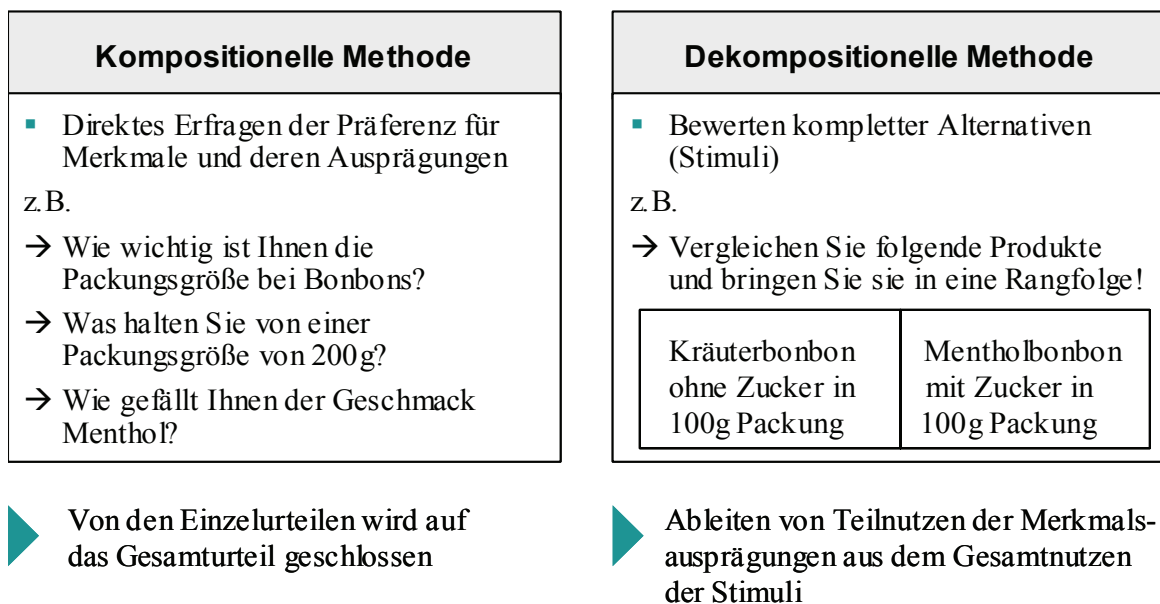 Kompositionelle Methode
▪ Direktes Erfragen der Präferenz für
Merkmale und deren Ausprägungen
z.B.
→ Wie wichtig ist Ihnen die
Packungsgröße bei Bonbons?
→ Was halten Sie von einer
Packungsgröße von 200g?
→ Wie gefällt Ihnen der Geschmack
Menthol?
Von den Einzelurteilen wird auf
das Gesamturteil geschlossen
Dekompositionelle Methode
▪ Bewerten kompletter Alternativen
(Stimuli)
z.B.
→ Vergleichen Sie folgende Produkte
und bringen Sie sie in eine Rangfolge!
Kräuterbonbon
ohne Zucker in
100g Packung
Mentholbonbon
mit Zucker in
100g Packung
Ableiten von Teilnutzen der Merkmals-
ausprägungen aus dem Gesamtnutzen
der Stimuli